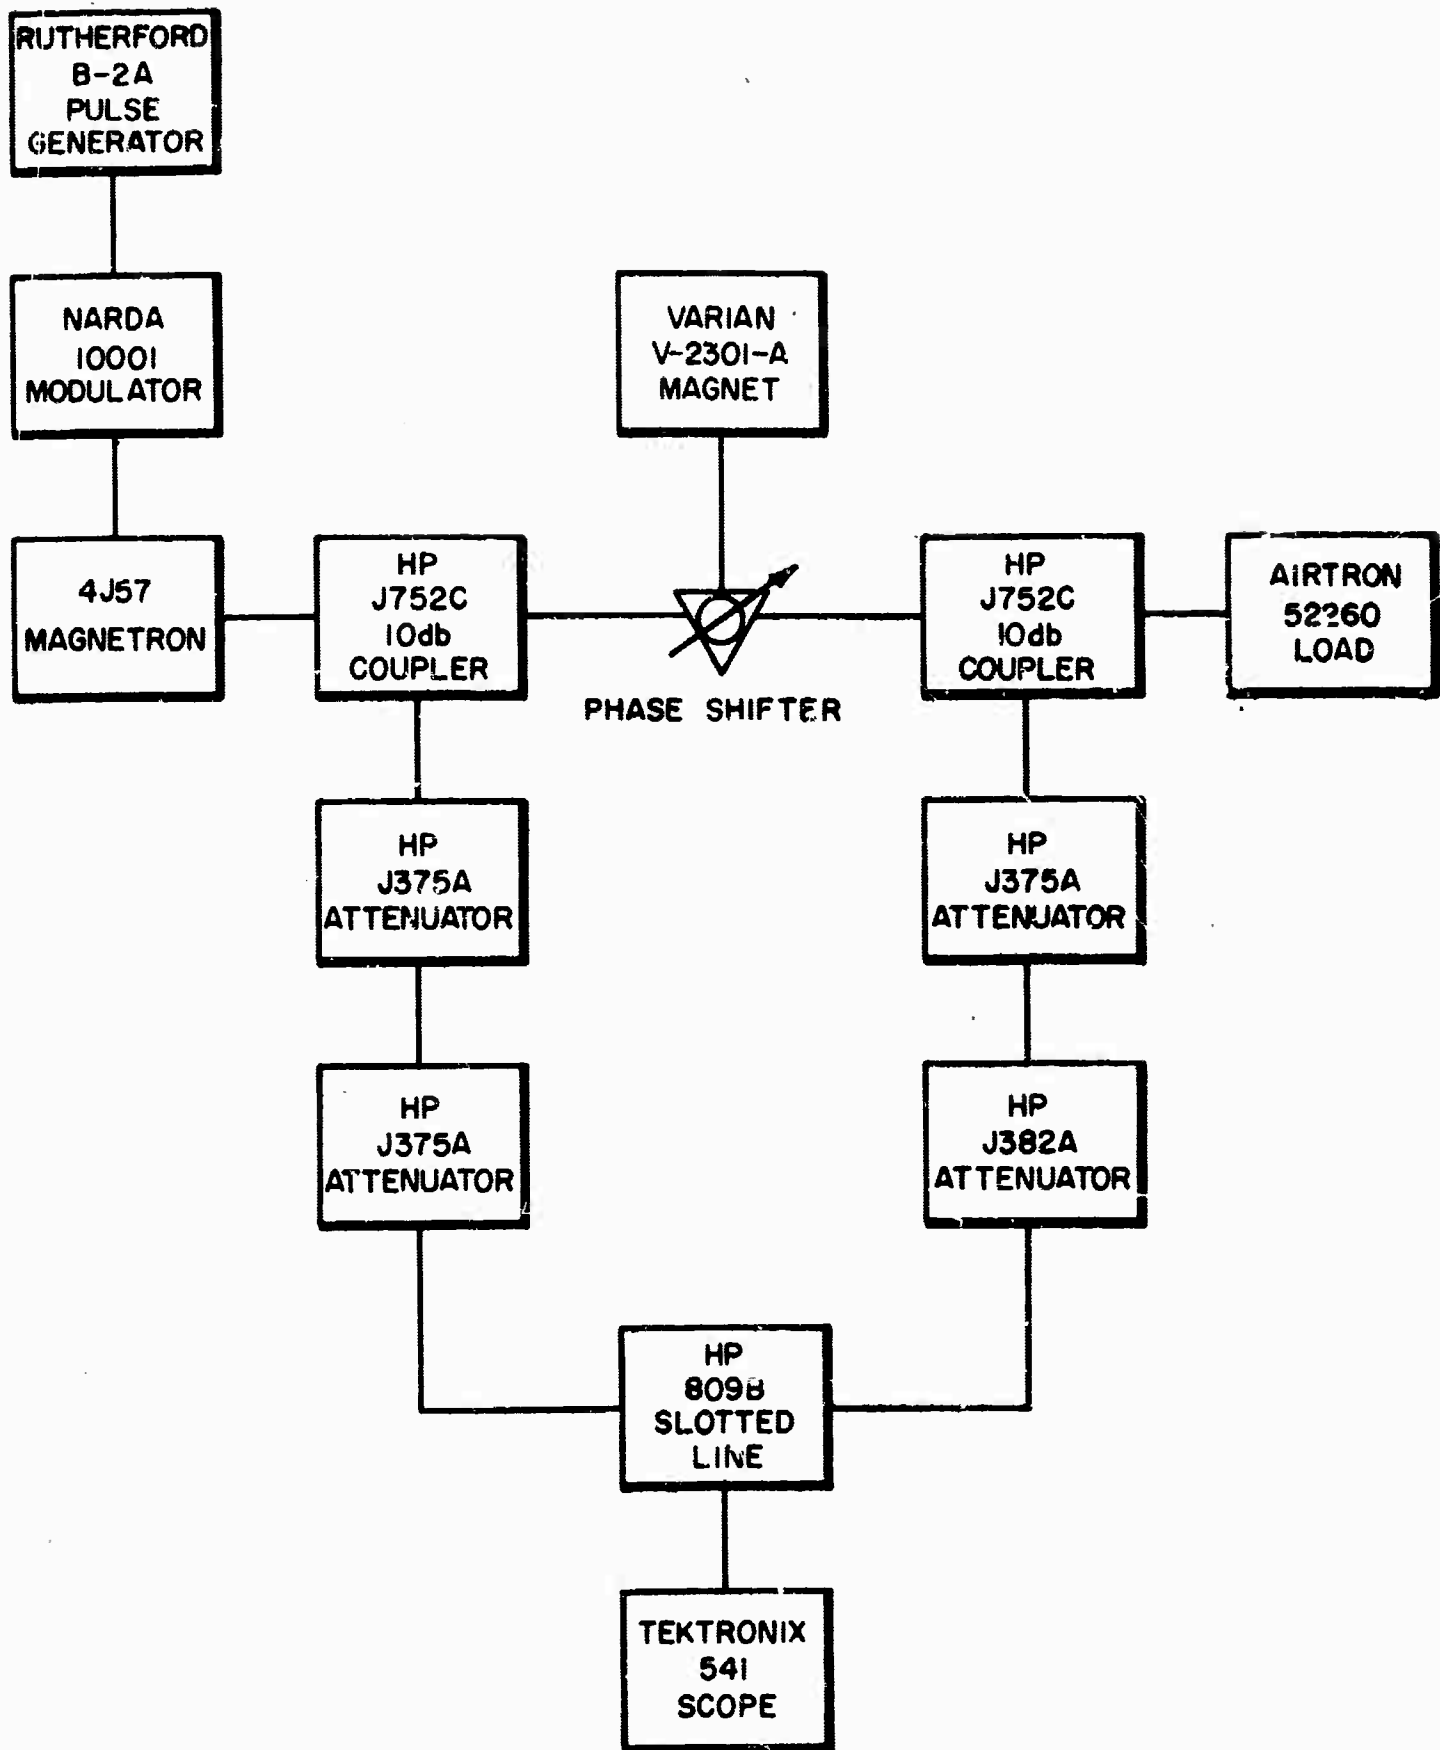 RUTHERFORD
B-2A
PULSE
GENERATOR
NARDA
10001
MODULATOR
VARIAN
V-2301-A
MAGNET
4J57
MAGNETRON
HP
J752C
10db
COUPLER
PHASE SHIFTER
HP
J752C
10db
COUPLER
AIRTRON
52260
LOAD
HP
J375A
ATTENUATOR
HP
J375A
ATTENUATOR
HP
J375A
ATTENUATOR
HP
J382A
ATTENUATOR
HP
809B
SLOTTED
LINE
TEKTRONIX
541
SCOPE